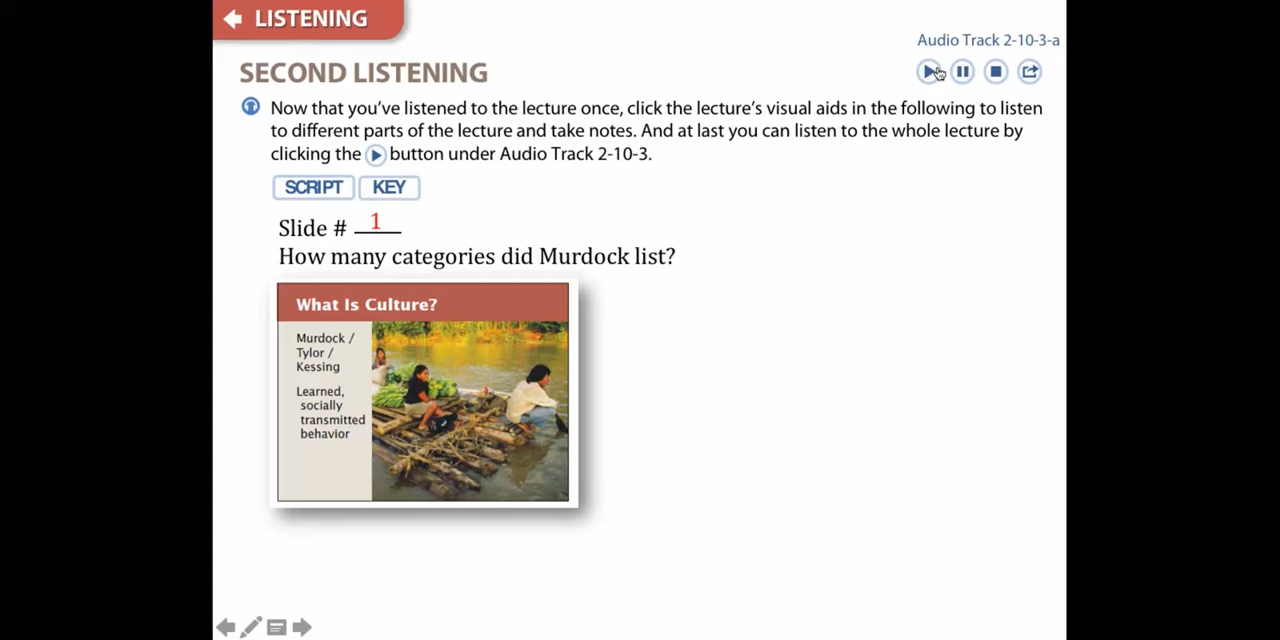 LISTENING
Audio Track 2-10-3-a
SECOND LISTENING
Now that you've listened to the lecture once, click the lecture's visual aids in the following to listen
to different parts of the lecture and take notes. And at last you can listen to the whole lecture by
clicking the button under Audio Track 2-10-3.
SCRIPT KEY
Slide # 1
How many categories did Murdock list?
What Is Culture?
Murdock /
Tylor /
Kessing
Learned,
socially
transmitted
behavior